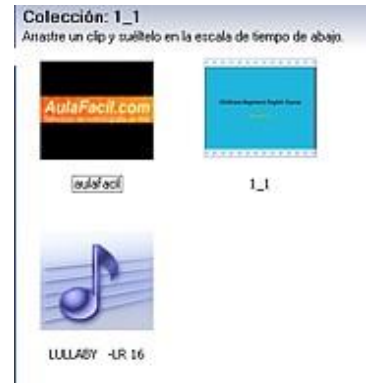 Colección: 1_1
Arrastre un clip y suéltelo en la escala de tiempo de abajo.
AulaFacil.com
aulafacil
1_1
LULLABY -LR 16